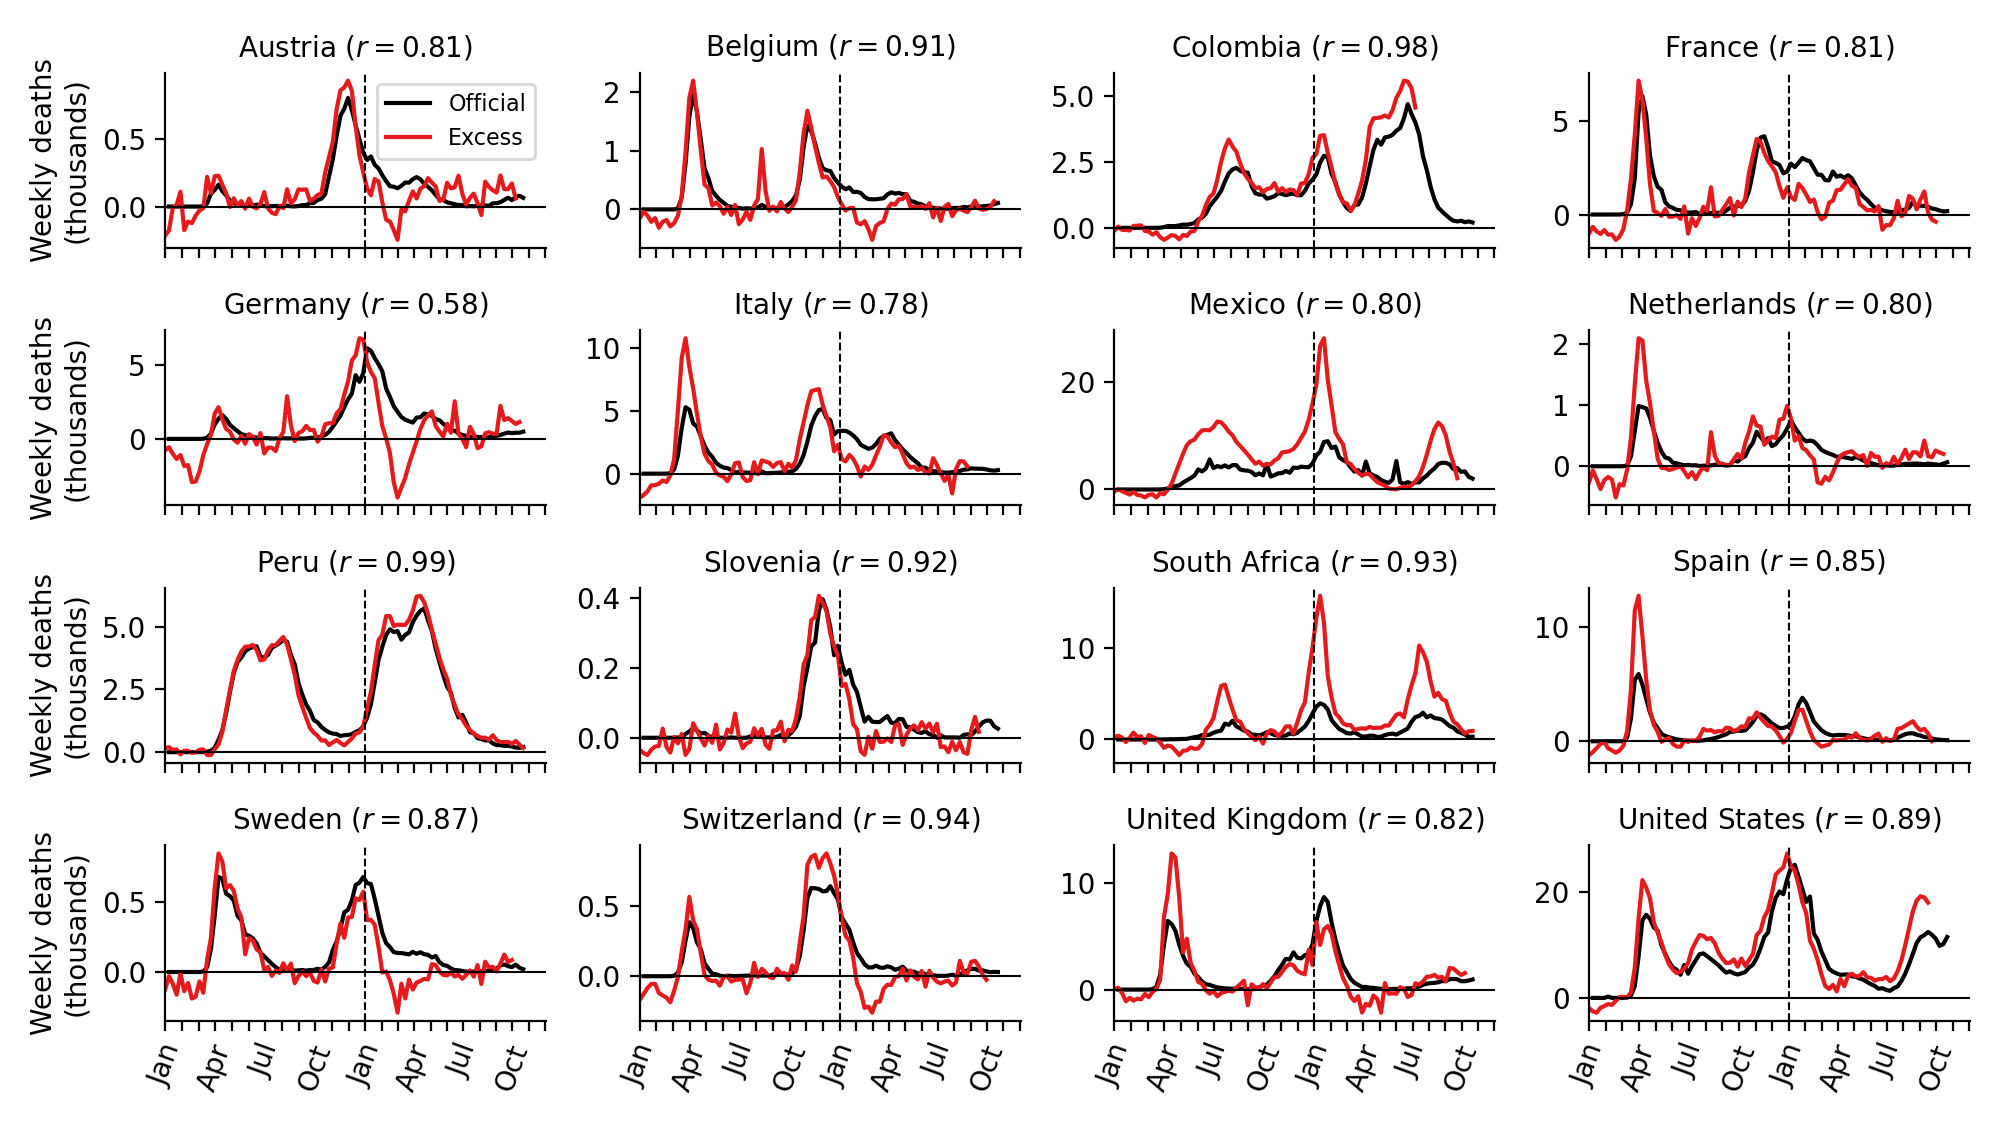 Austria (r = 0.81)
Belgium (r = 0.91)
Colombia (r = 0.98)
France (r = 0.81)
Weekly deaths
(thousands)
0.5
0.0
Official
Excess
2
1
0
5.0
2.5
0.0
5
0
Germany (r = 0.58)
Italy (r = 0.78)
Mexico (r = 0.80)
Netherlands (r = 0.80)
Weekly deaths
(thousands)
5
0
10
5
0
20
0
2
1
0
Peru (r = 0.99)
Slovenia (r = 0.92)
South Africa (r = 0.93)
Spain (r = 0.85)
Weekly deaths
(thousands)
5.0
2.5
0.0
0.4
0.2
0.0
10
0
10
0
Sweden (r = 0.87)
Switzerland (r = 0.94)
United Kingdom (r = 0.82)
United States (r = 0.89)
Weekly deaths
(thousands)
0.5
0.0
0.5
0.0
10
0
20
0
Jan Apr Jul Oct Jan Apr Jul Oct
Jan Apr Jul Oct Jan Apr Jul Oct
Jan Apr Jul Oct Jan Apr Jul Oct
Jan Apr Jul Oct Jan Apr Jul Oct